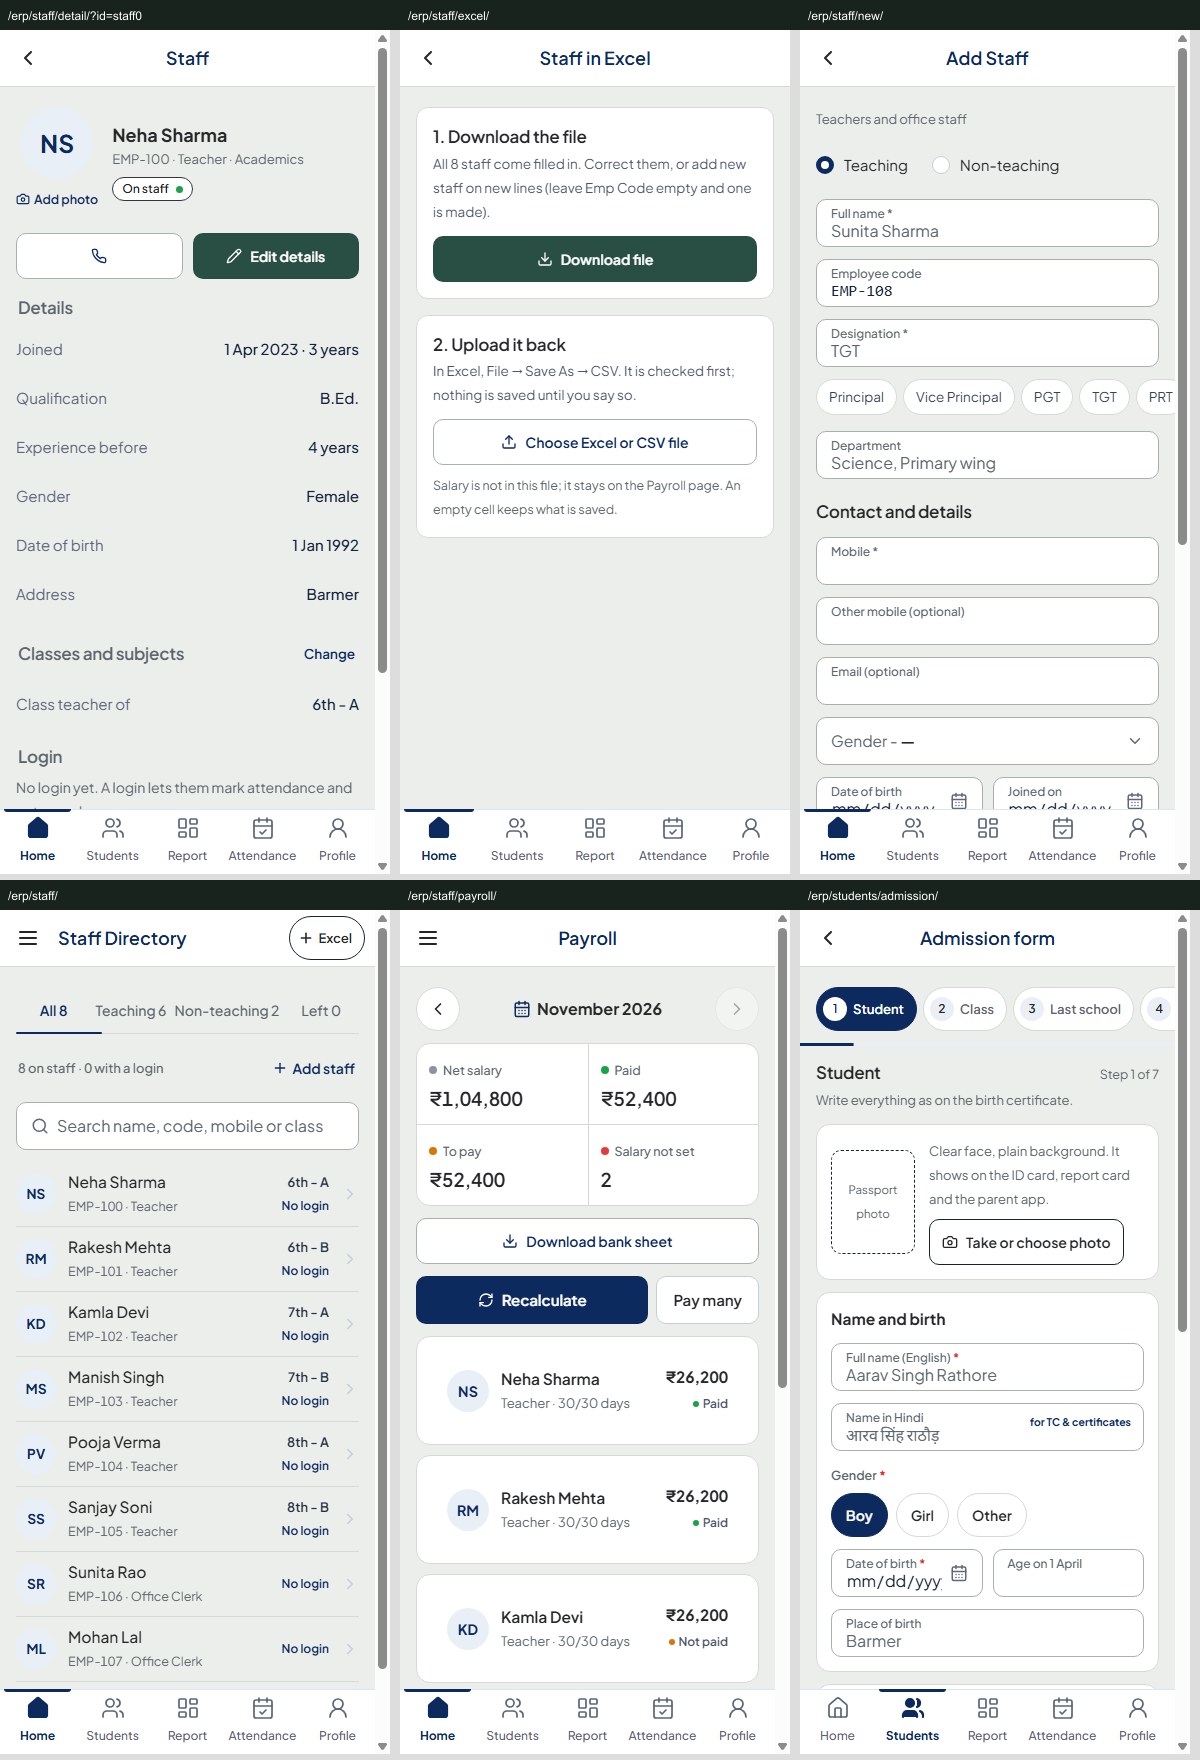 /erp/staff/detail/?id=staff0
Staff
NS
Neha Sharma
EMP-100 · Teacher · Academics
On staff
Add photo
Edit details
Details
Joined 1 Apr 2023 · 3 years
Qualification B.Ed.
Experience before 4 years
Gender Female
Date of birth 1 Jan 1992
Address Barmer
Classes and subjects Change
Class teacher of 6th - A
Login
No login yet. A login lets them mark attendance and
Home Students Report Attendance Profile
/erp/staff/excel/
Staff in Excel
1. Download the file
All 8 staff come filled in. Correct them, or add new
staff on new lines (leave Emp Code empty and one
is made).
Download file
2. Upload it back
In Excel, File → Save As → CSV. It is checked first;
nothing is saved until you say so.
Choose Excel or CSV file
Salary is not in this file; it stays on the Payroll page. An
empty cell keeps what is saved.
Home Students Report Attendance Profile
/erp/staff/new/
Add Staff
Teachers and office staff
Teaching Non-teaching
Full name *
Sunita Sharma
Employee code
EMP-108
Designation *
TGT
Principal Vice Principal PGT TGT PRT
Department
Science, Primary wing
Contact and details
Mobile *
Other mobile (optional)
Email (optional)
Gender - —
Date of birth Joined on
mm/dd/yyyy mm/dd/yyyy
Home Students Report Attendance Profile
/erp/staff/
Staff Directory + Excel
All 8 Teaching 6 Non-teaching 2 Left 0
8 on staff · 0 with a login + Add staff
Search name, code, mobile or class
NS Neha Sharma 6th - A
EMP-100 · Teacher No login
RM Rakesh Mehta 6th - B
EMP-101 · Teacher No login
KD Kamla Devi 7th - A
EMP-102 · Teacher No login
MS Manish Singh 7th - B
EMP-103 · Teacher No login
PV Pooja Verma 8th - A
EMP-104 · Teacher No login
SS Sanjay Soni 8th - B
EMP-105 · Teacher No login
SR Sunita Rao No login
EMP-106 · Office Clerk
ML Mohan Lal No login
EMP-107 · Office Clerk
Home Students Report Attendance Profile
/erp/staff/payroll/
Payroll
November 2026
Net salary Paid
₹1,04,800 ₹52,400
To pay Salary not set
₹52,400 2
Download bank sheet
Recalculate Pay many
NS Neha Sharma ₹26,200
Teacher · 30/30 days Paid
RM Rakesh Mehta ₹26,200
Teacher · 30/30 days Paid
KD Kamla Devi ₹26,200
Teacher · 30/30 days Not paid
Home Students Report Attendance Profile
/erp/students/admission/
Admission form
1 Student 2 Class 3 Last school 4
Student Step 1 of 7
Write everything as on the birth certificate.
Passport
photo
Clear face, plain background. It
shows on the ID card, report card
and the parent app.
Take or choose photo
Name and birth
Full name (English) *
Aarav Singh Rathore
Name in Hindi for TC & certificates
आरव सिंह राठौड़
Gender *
Boy Girl Other
Date of birth * Age on 1 April
mm/dd/yyy
Place of birth
Barmer
Home Students Report Attendance Profile